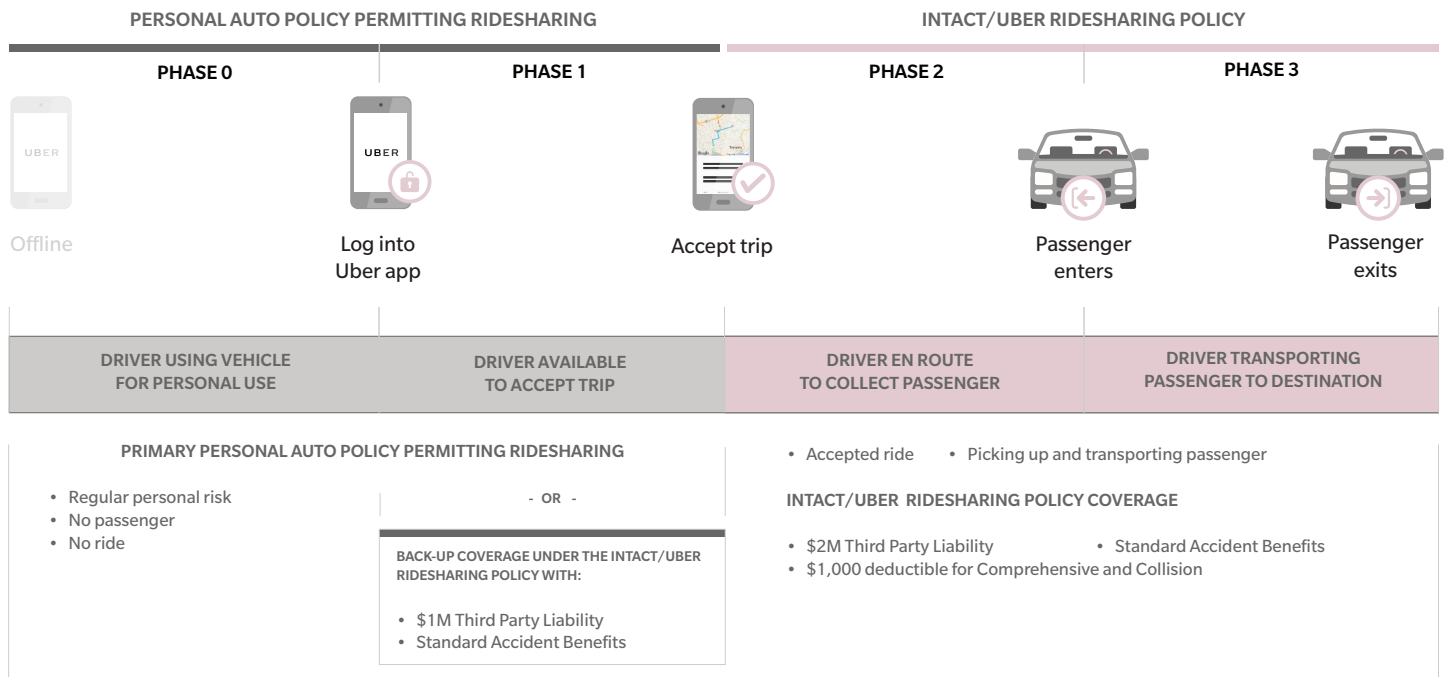 PERSONAL AUTO POLICY PERMITTING RIDESHARING
INTACT/UBER RIDESHARING POLICY
PHASE 0
PHASE 1
PHASE 2
PHASE 3
UBER
UBER
Offline
Log into
Uber app
Accept trip
Passenger
enters
Passenger
exits
DRIVER USING VEHICLE
FOR PERSONAL USE
DRIVER AVAILABLE
TO ACCEPT TRIP
DRIVER EN ROUTE
TO COLLECT PASSENGER
DRIVER TRANSPORTING
PASSENGER TO DESTINATION
PRIMARY PERSONAL AUTO POLICY PERMITTING RIDESHARING
• Regular personal risk
• No passenger
• No ride
- OR -
BACK-UP COVERAGE UNDER THE INTACT/UBER
RIDESHARING POLICY WITH:
• $1M Third Party Liability
• Standard Accident Benefits
• Accepted ride • Picking up and transporting passenger
INTACT/UBER RIDESHARING POLICY COVERAGE
• $2M Third Party Liability • Standard Accident Benefits
• $1,000 deductible for Comprehensive and Collision